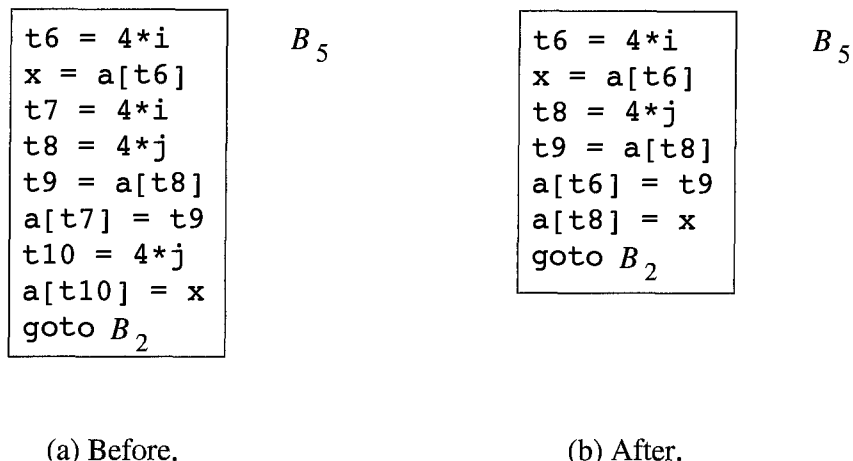 t6 = 4*i
x = a[t6]
t7 = 4*i
t8 = 4*j
t9 = a[t8]
a[t7] = t9
t10 = 4*j
a[t10] = x
goto B2
B5
(a) Before.
t6 = 4*i
x = a[t6]
t8 = 4*j
t9 = a[t8]
a[t6] = t9
a[t8] = x
goto B2
B5
(b) After.